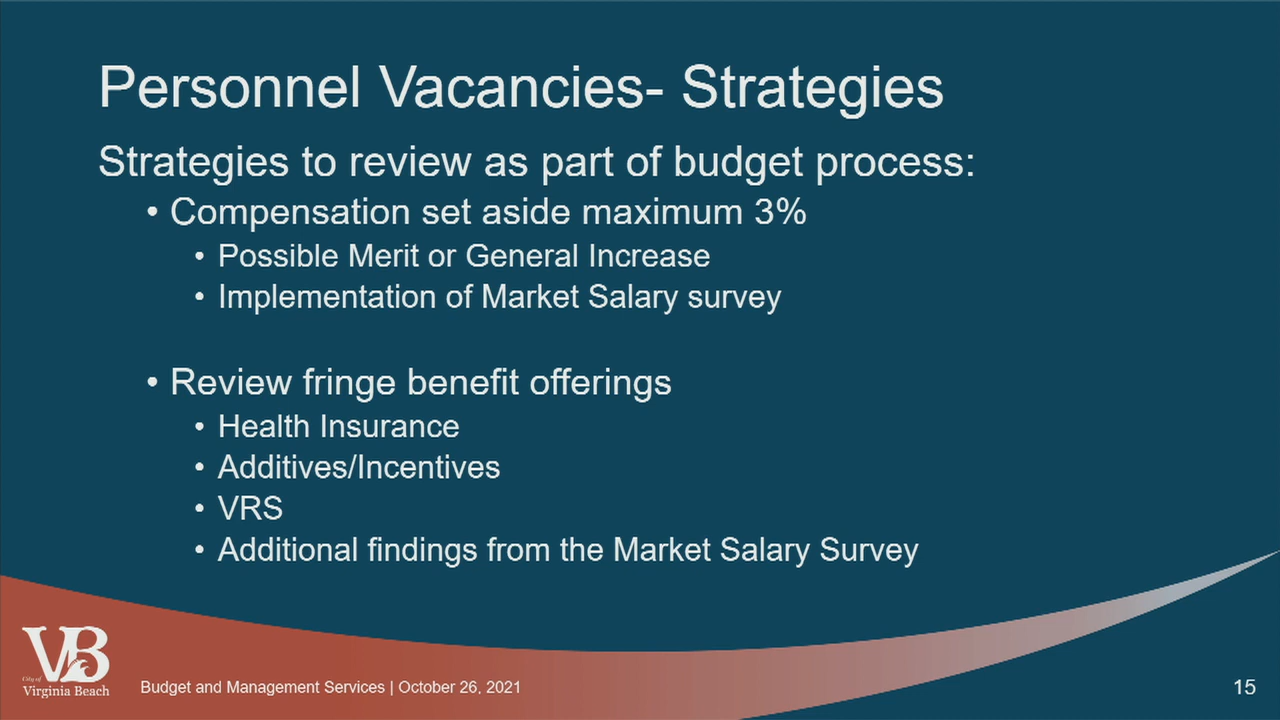 Personnel Vacancies- Strategies
Strategies to review as part of budget process:
• Compensation set aside maximum 3%
• Possible Merit or General Increase
• Implementation of Market Salary survey
• Review fringe benefit offerings
• Health Insurance
• Additives/Incentives
• VRS
• Additional findings from the Market Salary Survey
VB
City of
Virginia Beach
Budget and Management Services | October 26, 2021
15